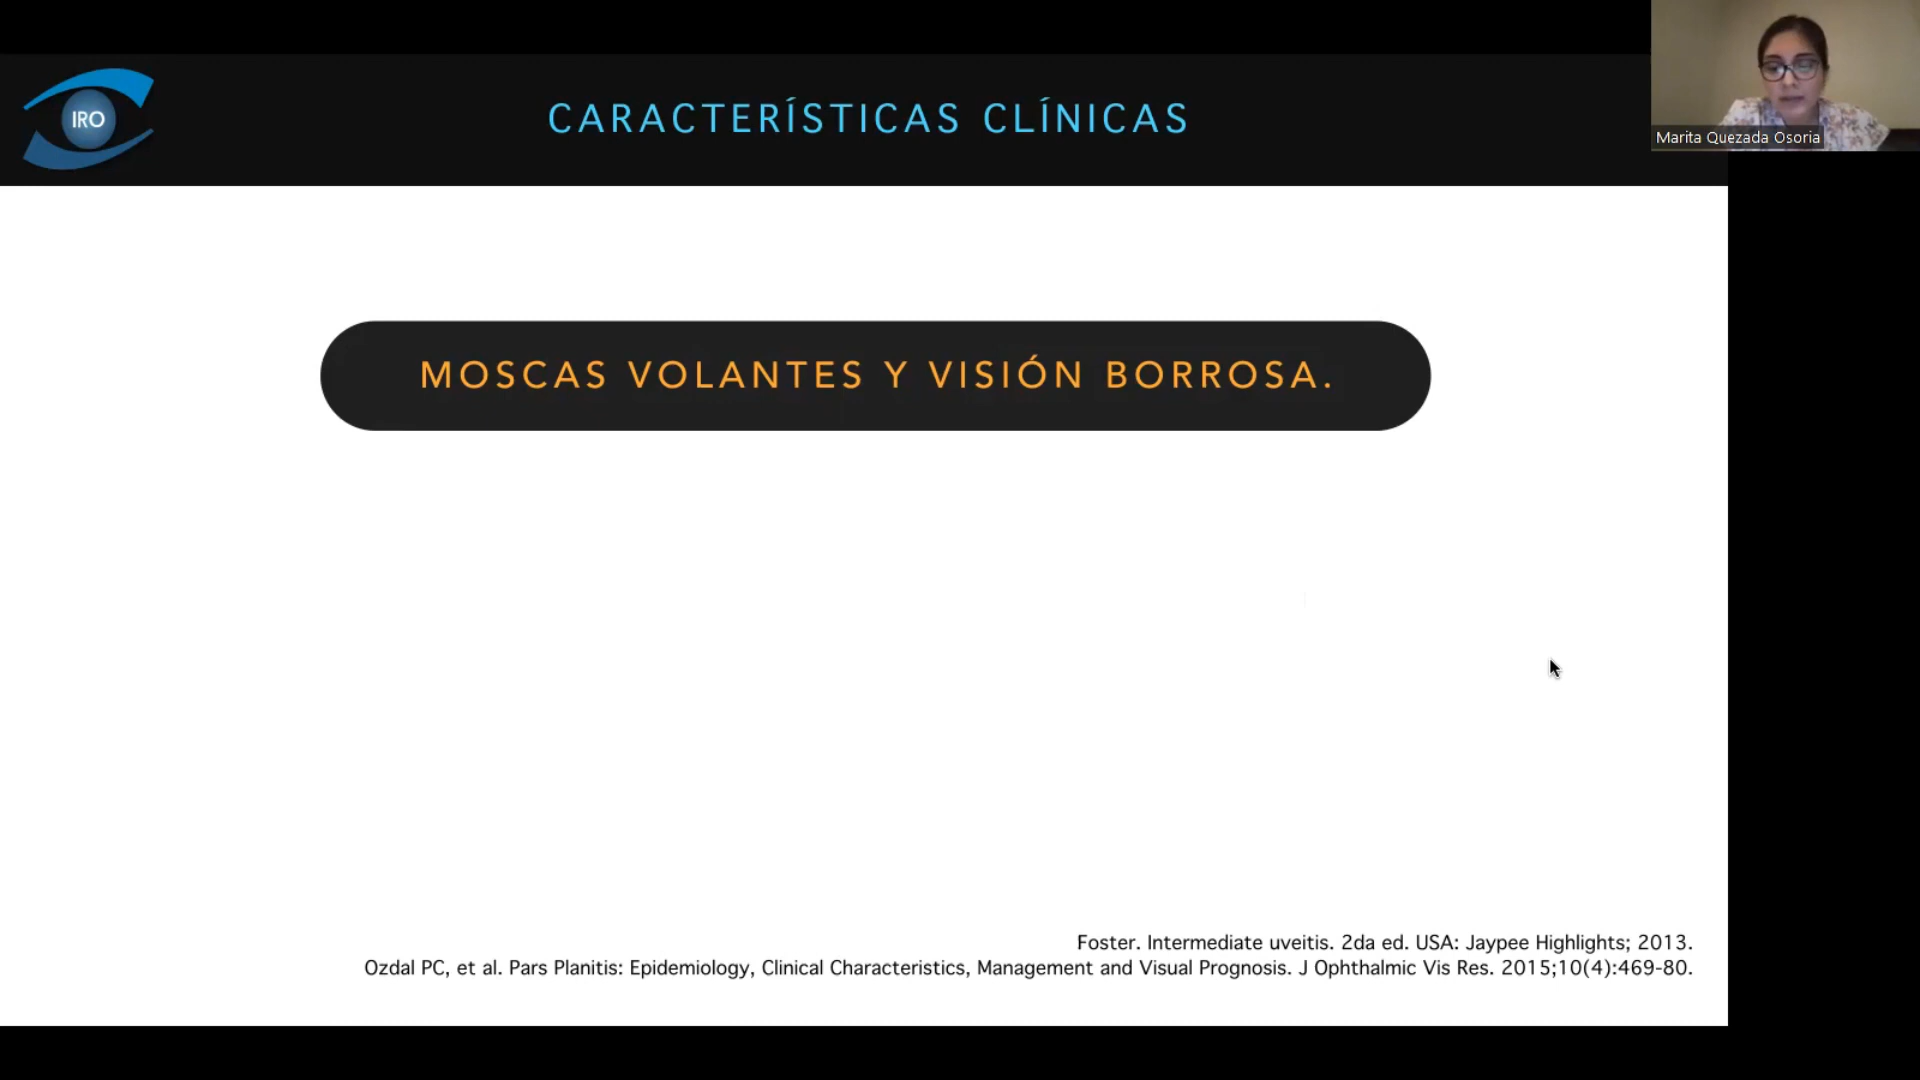 IRO
CARACTERÍSTICAS CLÍNICAS
Marita Quezada Osoria
MOSCAS VOLANTES Y VISIÓN BORROSA.
Foster. Intermediate uveitis. 2da ed. USA: Jaypee Highlights; 2013.
Ozdal PC, et al. Pars Planitis: Epidemiology, Clinical Characteristics, Management and Visual Prognosis. J Ophthalmic Vis Res. 2015;10(4):469-80.